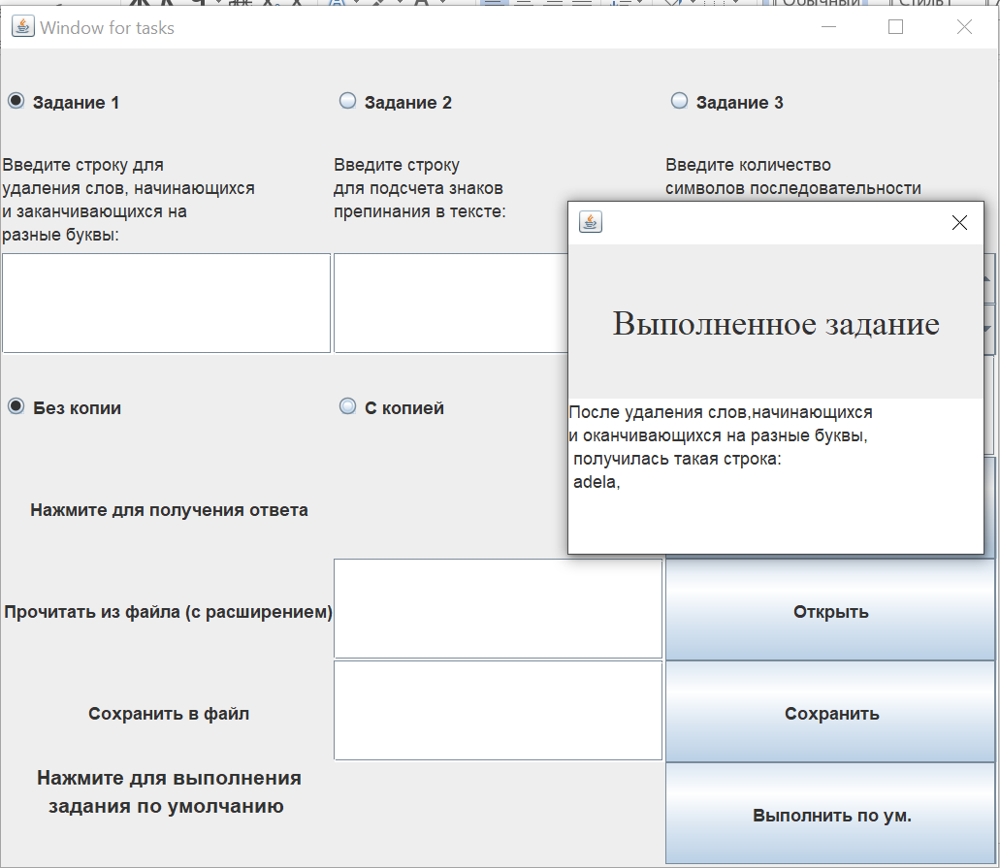 Обычный
Window for tasks
Задание 1
Задание 2
Задание 3
Введите строку для
удаления слов, начинающихся
и заканчивающихся на
разные буквы:
Введите строку
для подсчета знаков
препинания в тексте:
Введите количество
символов последовательности
Без копии
С копией
Выполненное задание
После удаления слов,начинающихся
и оканчивающихся на разные буквы,
получилась такая строка:
adela,
Нажмите для получения ответа
Прочитать из файла (с расширением)
Открыть
Сохранить в файл
Сохранить
Нажмите для выполнения
задания по умолчанию
Выполнить по ум.